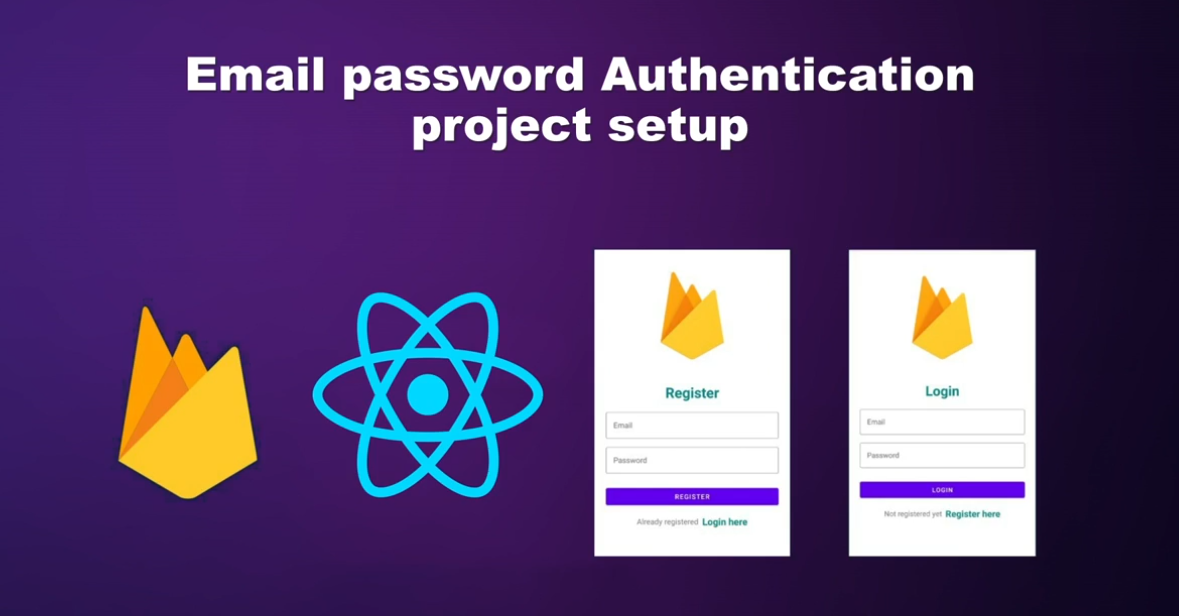 Email password Authentication
project setup
Register
Email
Password
REGISTER
Already registered Login here
Login
Email
Password
LOGIN
Not registered yet Register here